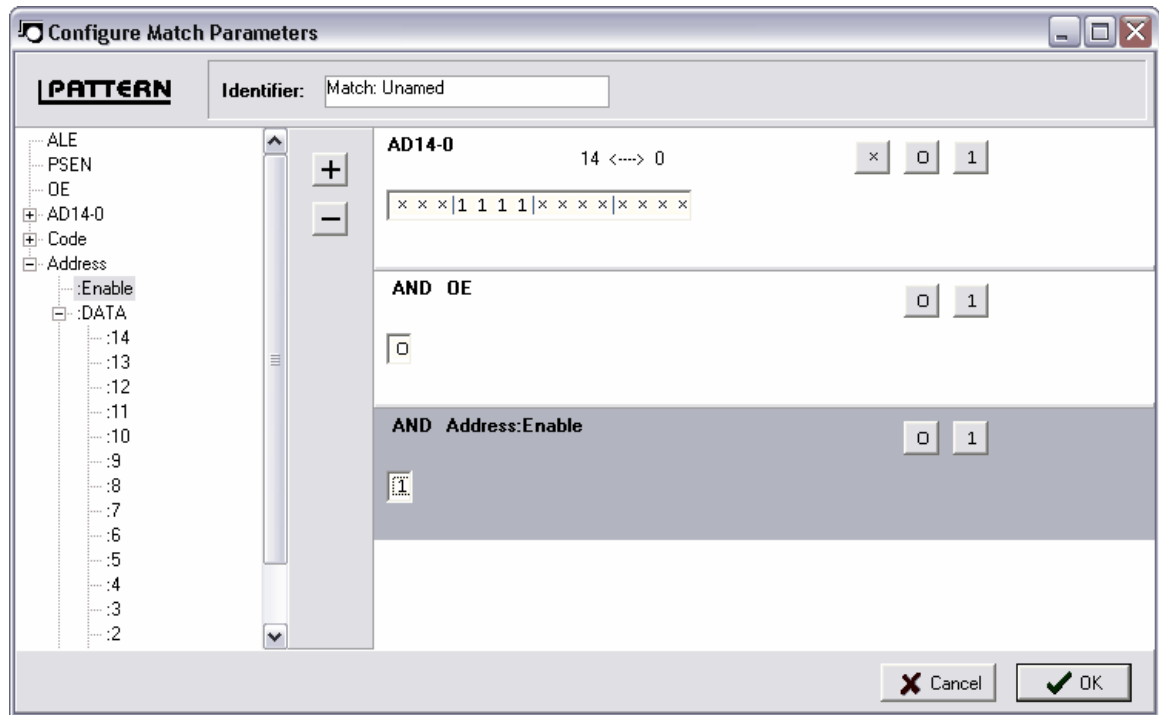 Configure Match Parameters
PATTERN
Identifier: Match: Unnamed
ALE
PSEN
OE
AD14-0
Code
Address
:Enable
:DATA
:14
:13
:12
:11
:10
:9
:8
:7
:6
:5
:4
:3
:2
+
−
AD14-0
14 <----> 0
× 0 1
× × ×|1 1 1 1|× × × ×|× × × ×
AND OE
0 1
0
AND Address:Enable
0 1
1
Cancel
OK